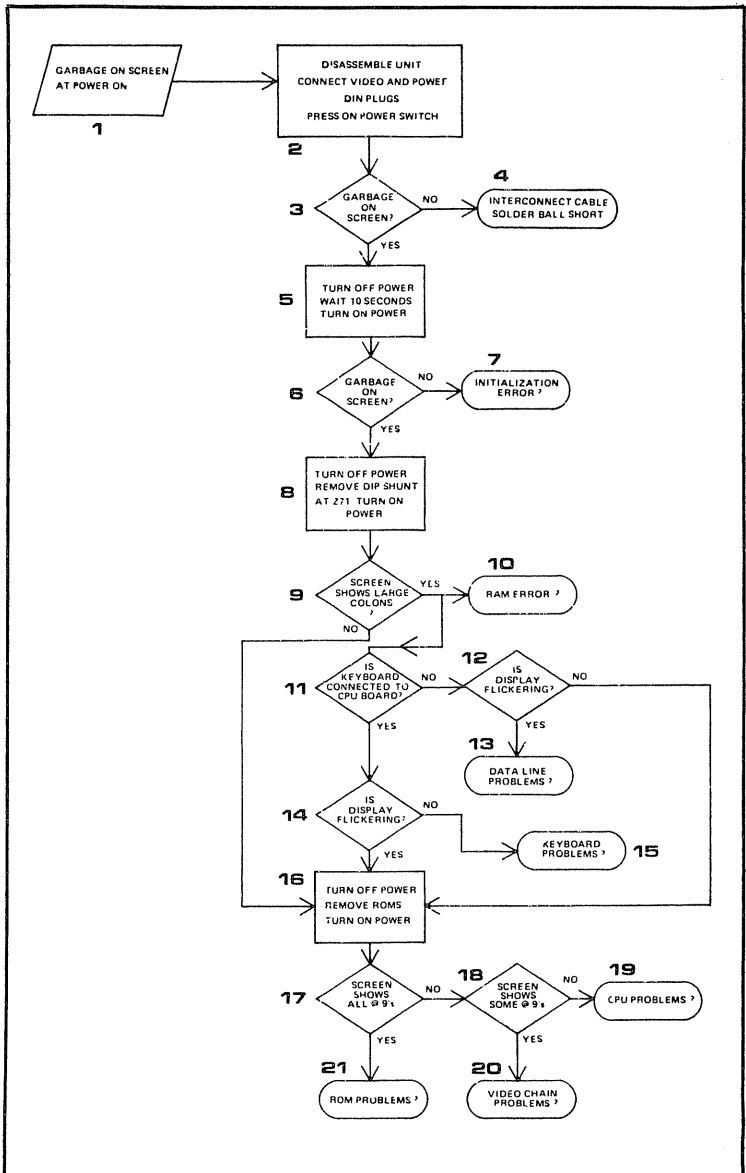 GARBAGE ON SCREEN
AT POWER ON
1
DISASSEMBLE UNIT
CONNECT VIDEO AND POWER
DIN PLUGS
PRESS ON POWER SWITCH
2
3
GARBAGE
ON
SCREEN?
NO
YES
4
INTERCONNECT CABLE
SOLDER BALL SHORT
5
TURN OFF POWER
WAIT 10 SECONDS
TURN ON POWER
6
GARBAGE
ON
SCREEN?
NO
YES
7
INITIALIZATION
ERROR?
8
TURN OFF POWER
REMOVE DIP SHUNT
AT Z71 TURN ON
POWER
9
SCREEN
SHOWS LARGE
COLONS
?
YES
NO
10
RAM ERROR?
11
IS
KEYBOARD
CONNECTED TO
CPU BOARD?
NO
YES
12
IS
DISPLAY
FLICKERING?
NO
YES
13
DATA LINE
PROBLEMS?
14
IS
DISPLAY
FLICKERING?
NO
YES
KEYBOARD
PROBLEMS?
15
16
TURN OFF POWER
REMOVE ROMS
TURN ON POWER
17
SCREEN
SHOWS
ALL @ 9's
NO
YES
18
SCREEN
SHOWS
SOME @ 9's
NO
YES
19
CPU PROBLEMS?
20
VIDEO CHAIN
PROBLEMS?
21
ROM PROBLEMS?